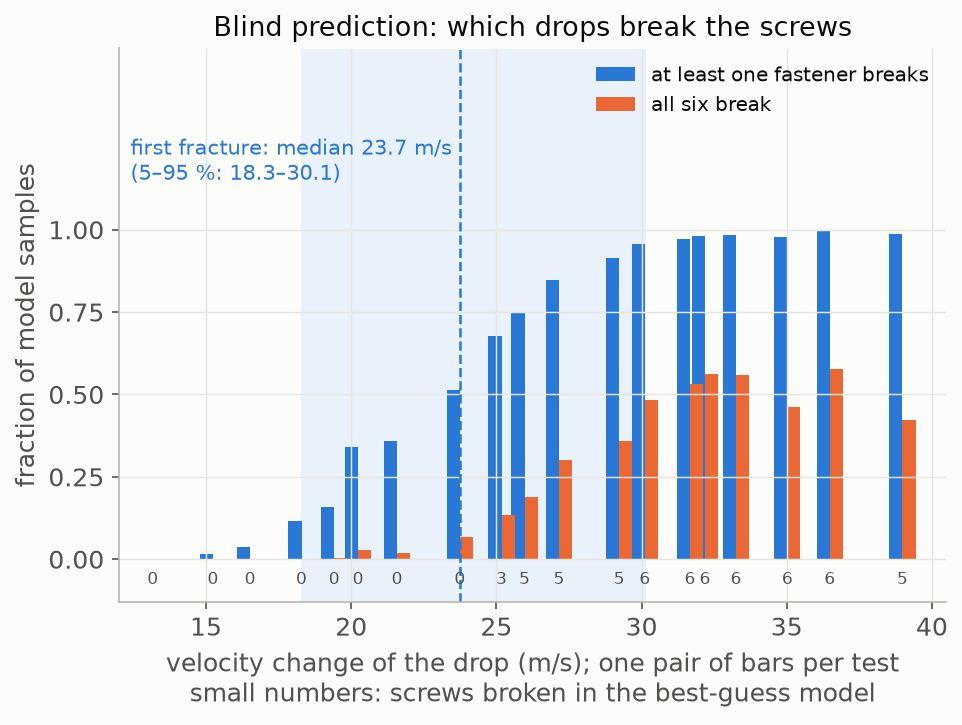 Blind prediction: which drops break the screws
at least one fastener breaks
all six break
first fracture: median 23.7 m/s
(5–95 %: 18.3–30.1)
fraction of model samples
1.00
0.75
0.50
0.25
0.00
0 0 0 0 0 0 0 0 3 5 5 5 6 6 6 6 6 6 5
15 20 25 30 35 40
velocity change of the drop (m/s); one pair of bars per test
small numbers: screws broken in the best-guess model